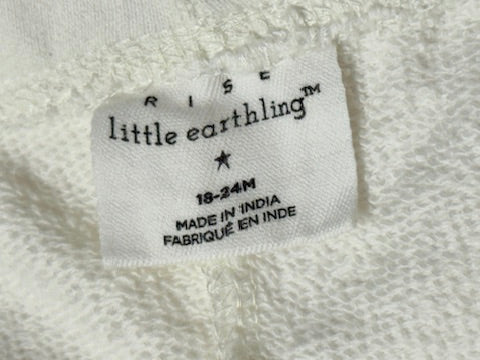 RISE
little earthling™
18-24M
MADE IN INDIA
FABRIQUÉ EN INDE